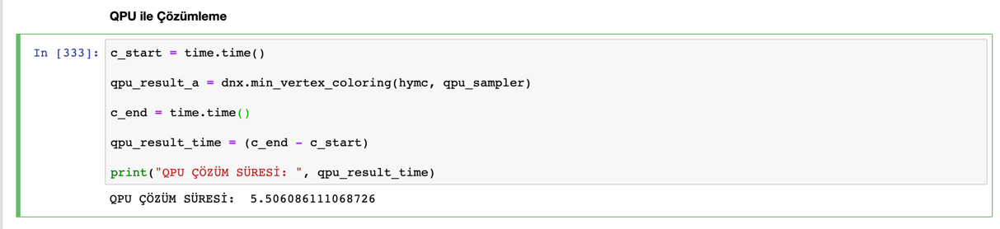 QPU ile Çözümleme
In [333]: c_start = time.time()
qpu_result_a = dnx.min_vertex_coloring(hymc, qpu_sampler)
c_end = time.time()
qpu_result_time = (c_end - c_start)
print("QPU ÇÖZÜM SÜRESİ: ", qpu_result_time)
QPU ÇÖZÜM SÜRESİ:  5.506086111068726